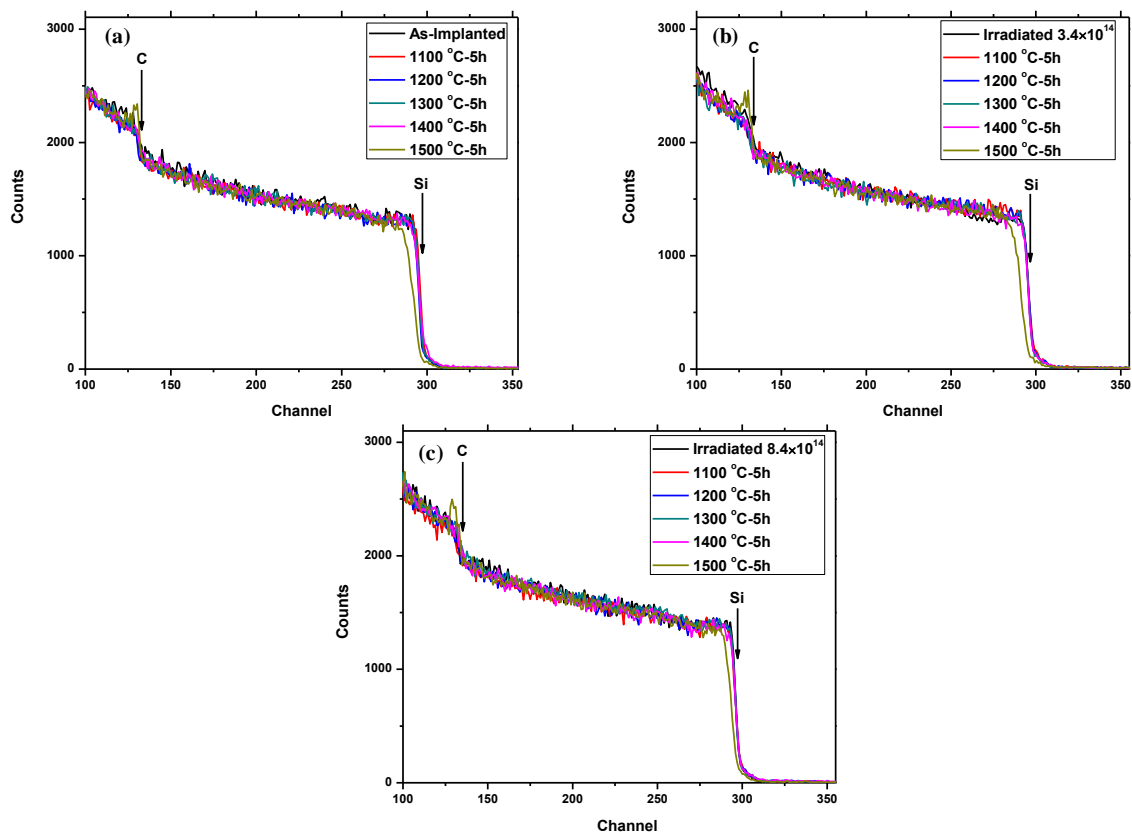 (a)
C
Si
As-Implanted
1100 °C-5h
1200 °C-5h
1300 °C-5h
1400 °C-5h
1500 °C-5h
3000
2000
1000
0
100
150
200
250
300
350
Counts
Channel
(b)
C
Si
Irradiated 3.4×10¹⁴
1100 °C-5h
1200 °C-5h
1300 °C-5h
1400 °C-5h
1500 °C-5h
3000
2000
1000
0
100
150
200
250
300
350
Counts
Channel
(c)
C
Si
Irradiated 8.4×10¹⁴
1100 °C-5h
1200 °C-5h
1300 °C-5h
1400 °C-5h
1500 °C-5h
3000
2000
1000
0
100
150
200
250
300
350
Counts
Channel